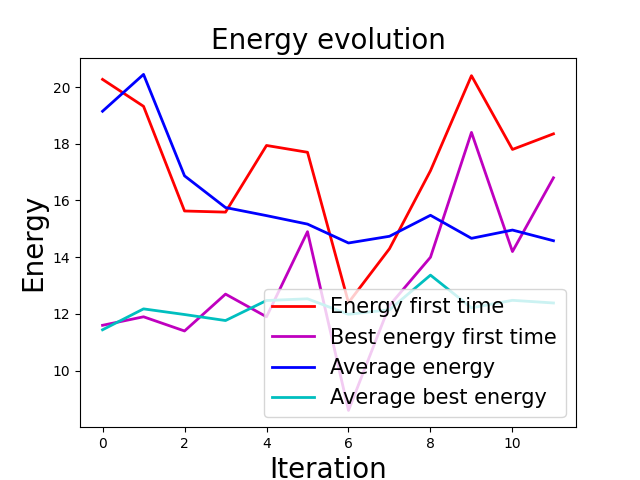 Energy evolution
20
18
16
14
12
10
Energy
Energy first time
Best energy first time
Average energy
Average best energy
0 2 4 6 8 10
Iteration